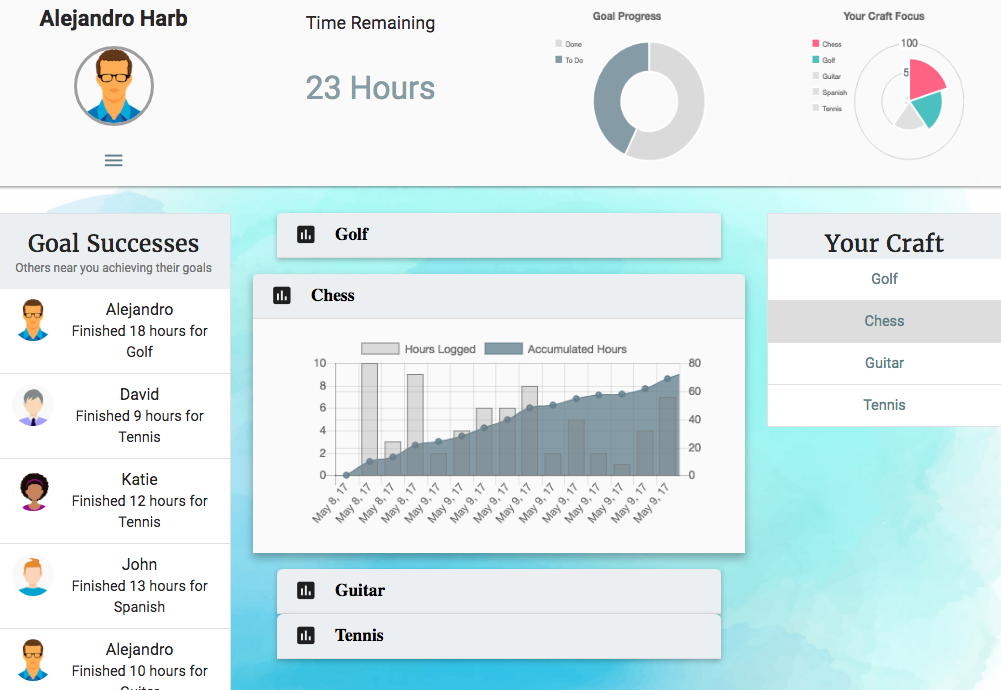 Alejandro Harb
Time Remaining
23 Hours
Goal Progress
Done
To Do
Your Craft Focus
Chess
Golf
Guitar
Spanish
Tennis
100
5
Goal Successes
Others near you achieving their goals
Alejandro
Finished 18 hours for
Golf
David
Finished 9 hours for
Tennis
Katie
Finished 12 hours for
Tennis
John
Finished 13 hours for
Spanish
Alejandro
Finished 10 hours for
Guitar
Golf
Chess
Hours Logged Accumulated Hours
10 80
8 60
6
4 40
2 20
0 0
May 8, 17 May 8, 17 May 8, 17 May 8, 17 May 9, 17 May 9, 17 May 9, 17 May 9, 17 May 9, 17 May 9, 17 May 9, 17 May 9, 17 May 9, 17 May 9, 17 May 9, 17
Guitar
Tennis
Your Craft
Golf
Chess
Guitar
Tennis